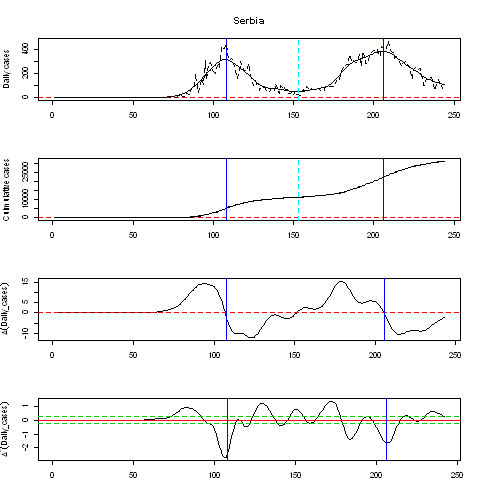 Serbia
Daily cases
0 200 400
0 50 100 150 200 250
Cumulative cases
0 10000 25000
0 50 100 150 200 250
Δ(Daily_cases)
-10 0 5 15
0 50 100 150 200 250
Δ²(Daily_cases)
-2 -1 0 1
0 50 100 150 200 250